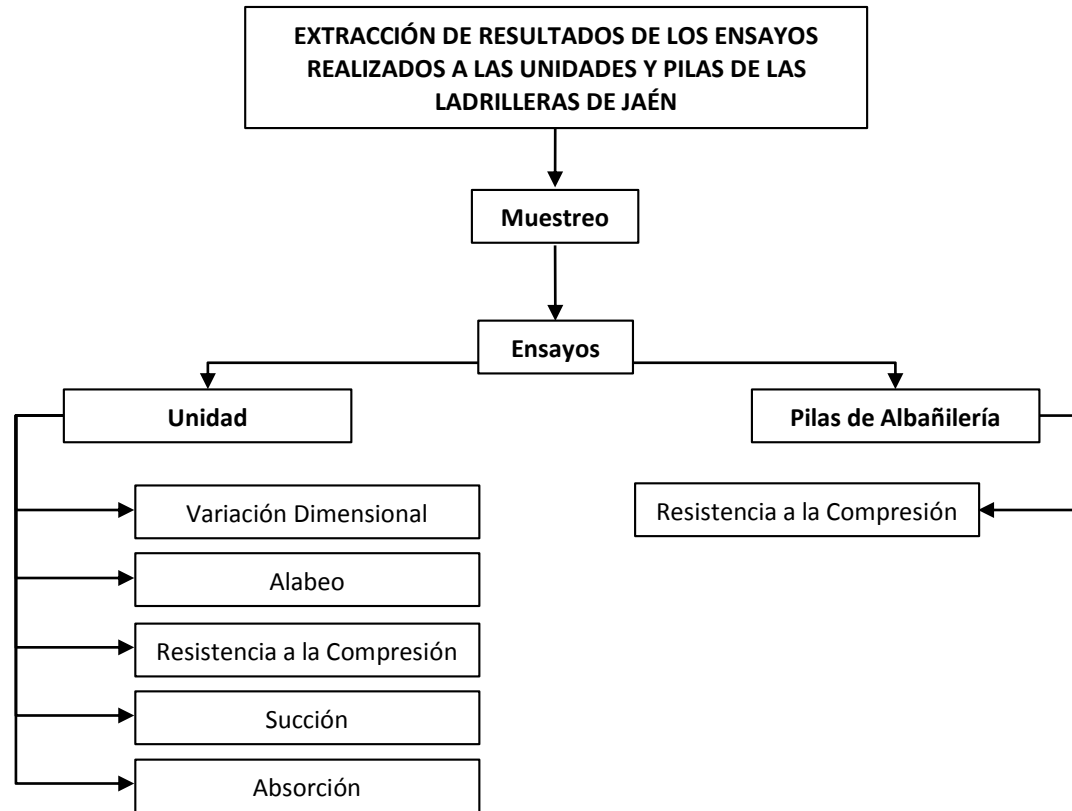 EXTRACCIÓN DE RESULTADOS DE LOS ENSAYOS
REALIZADOS A LAS UNIDADES Y PILAS DE LAS
LADRILLERAS DE JAÉN
Muestreo
Ensayos
Unidad
Pilas de Albañilería
Variación Dimensional
Resistencia a la Compresión
Alabeo
Resistencia a la Compresión
Succión
Absorción